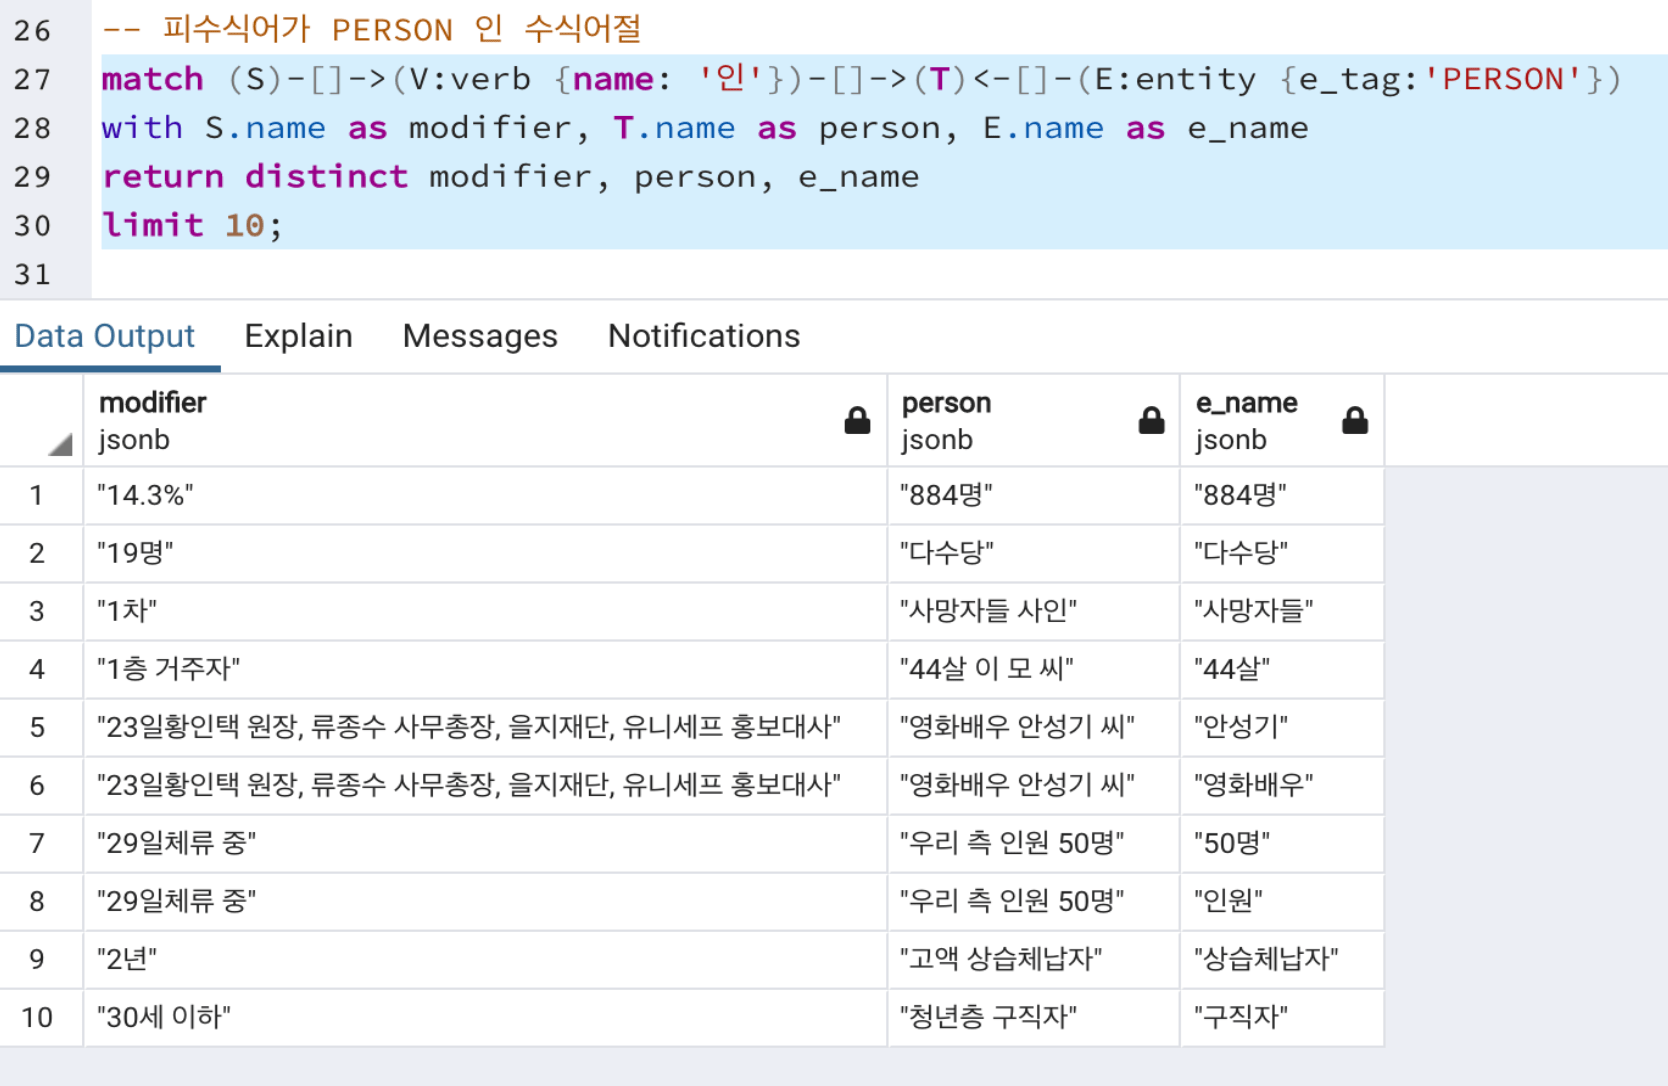 26 -- 피수식어가 PERSON 인 수식어절
27 match (S)-[]->(V:verb {name: '인'})-[]->(T)<-[]-(E:entity {e_tag:'PERSON'})
28 with S.name as modifier, T.name as person, E.name as e_name
29 return distinct modifier, person, e_name
30 limit 10;
31
Data Output Explain Messages Notifications
modifier person e_name
jsonb jsonb jsonb
1 "14.3%" "884명" "884명"
2 "19명" "다수당" "다수당"
3 "1차" "사망자들 사인" "사망자들"
4 "1층 거주자" "44살 이 모 씨" "44살"
5 "23일황인택 원장, 류종수 사무총장, 을지재단, 유니세프 홍보대사" "영화배우 안성기 씨" "안성기"
6 "23일황인택 원장, 류종수 사무총장, 을지재단, 유니세프 홍보대사" "영화배우 안성기 씨" "영화배우"
7 "29일체류 중" "우리 측 인원 50명" "50명"
8 "29일체류 중" "우리 측 인원 50명" "인원"
9 "2년" "고액 상습체납자" "상습체납자"
10 "30세 이하" "청년층 구직자" "구직자"